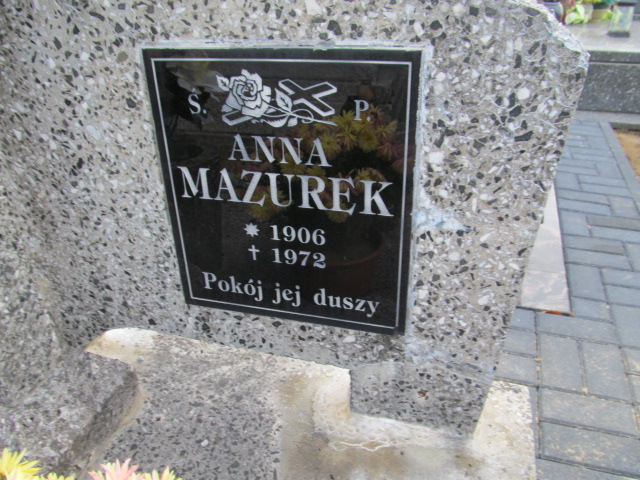 Ś. P.
ANNA
MAZUREK
* 1906
† 1972
Pokój jej duszy